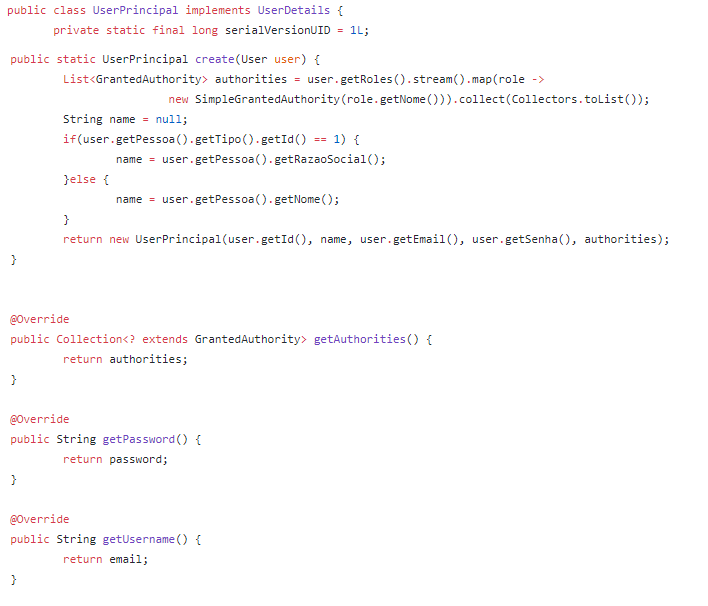 public class UserPrincipal implements UserDetails {
private static final long serialVersionUID = 1L;
public static UserPrincipal create(User user) {
List<GrantedAuthority> authorities = user.getRoles().stream().map(role ->
new SimpleGrantedAuthority(role.getNome())).collect(Collectors.toList());
String name = null;
if(user.getPessoa().getTipo().getId() == 1) {
name = user.getPessoa().getRazaoSocial();
}else {
name = user.getPessoa().getNome();
}
return new UserPrincipal(user.getId(), name, user.getEmail(), user.getSenha(), authorities);
}
@Override
public Collection<? extends GrantedAuthority> getAuthorities() {
return authorities;
}
@Override
public String getPassword() {
return password;
}
@Override
public String getUsername() {
return email;
}